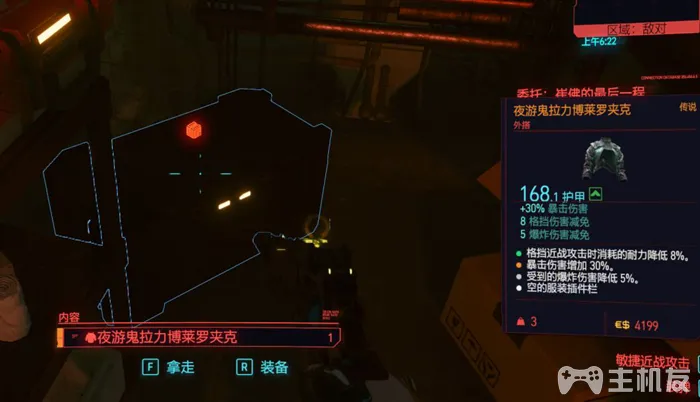 区域：敌对
上午6:22
委托：崔佛的最后一程
夜游鬼拉力博莱罗夹克
传说
外搭
168.1 护甲
+30% 暴击伤害
8 格挡伤害减免
5 爆炸伤害减免
格挡近战攻击时消耗的耐力降低 8%。
暴击伤害增加 30%。
受到的爆炸伤害降低 5%。
空的服装插件栏
3
€$ 4199
内容
夜游鬼拉力博莱罗夹克 1
F 拿走 R 装备
敏捷近战攻击
主机友